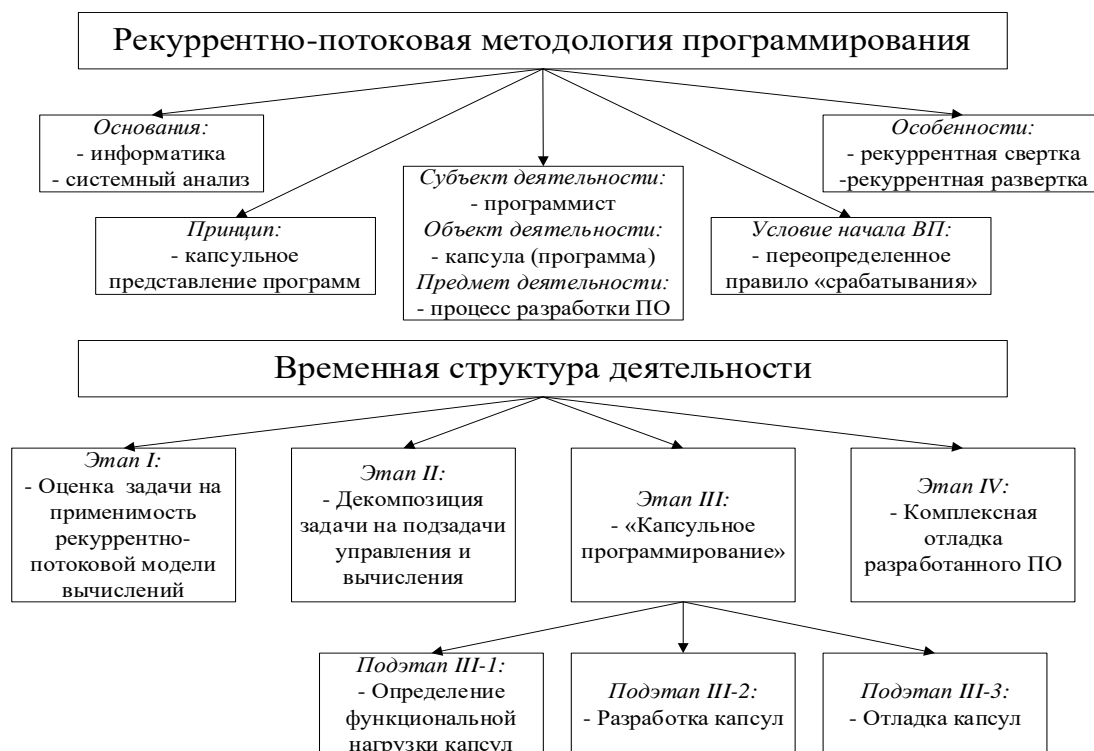 Рекуррентно-потоковая методология программирования
Основания:
- информатика
- системный анализ
Особенности:
- рекуррентная свертка
-рекуррентная развертка
Принцип:
- капсульное
представление программ
Субъект деятельности:
- программист
Объект деятельности:
- капсула (программа)
Предмет деятельности:
- процесс разработки ПО
Условие начала ВП:
- переопределенное
правило «срабатывания»
Временная структура деятельности
Этап I:
- Оценка задачи на
применимость
рекуррентно-
потоковой модели
вычислений
Этап II:
- Декомпозиция
задачи на подзадачи
управления и
вычисления
Этап III:
- «Капсульное
программирование»
Этап IV:
- Комплексная
отладка
разработанного ПО
Подэтап III-1:
- Определение
функциональной
нагрузки капсул
Подэтап III-2:
- Разработка капсул
Подэтап III-3:
- Отладка капсул